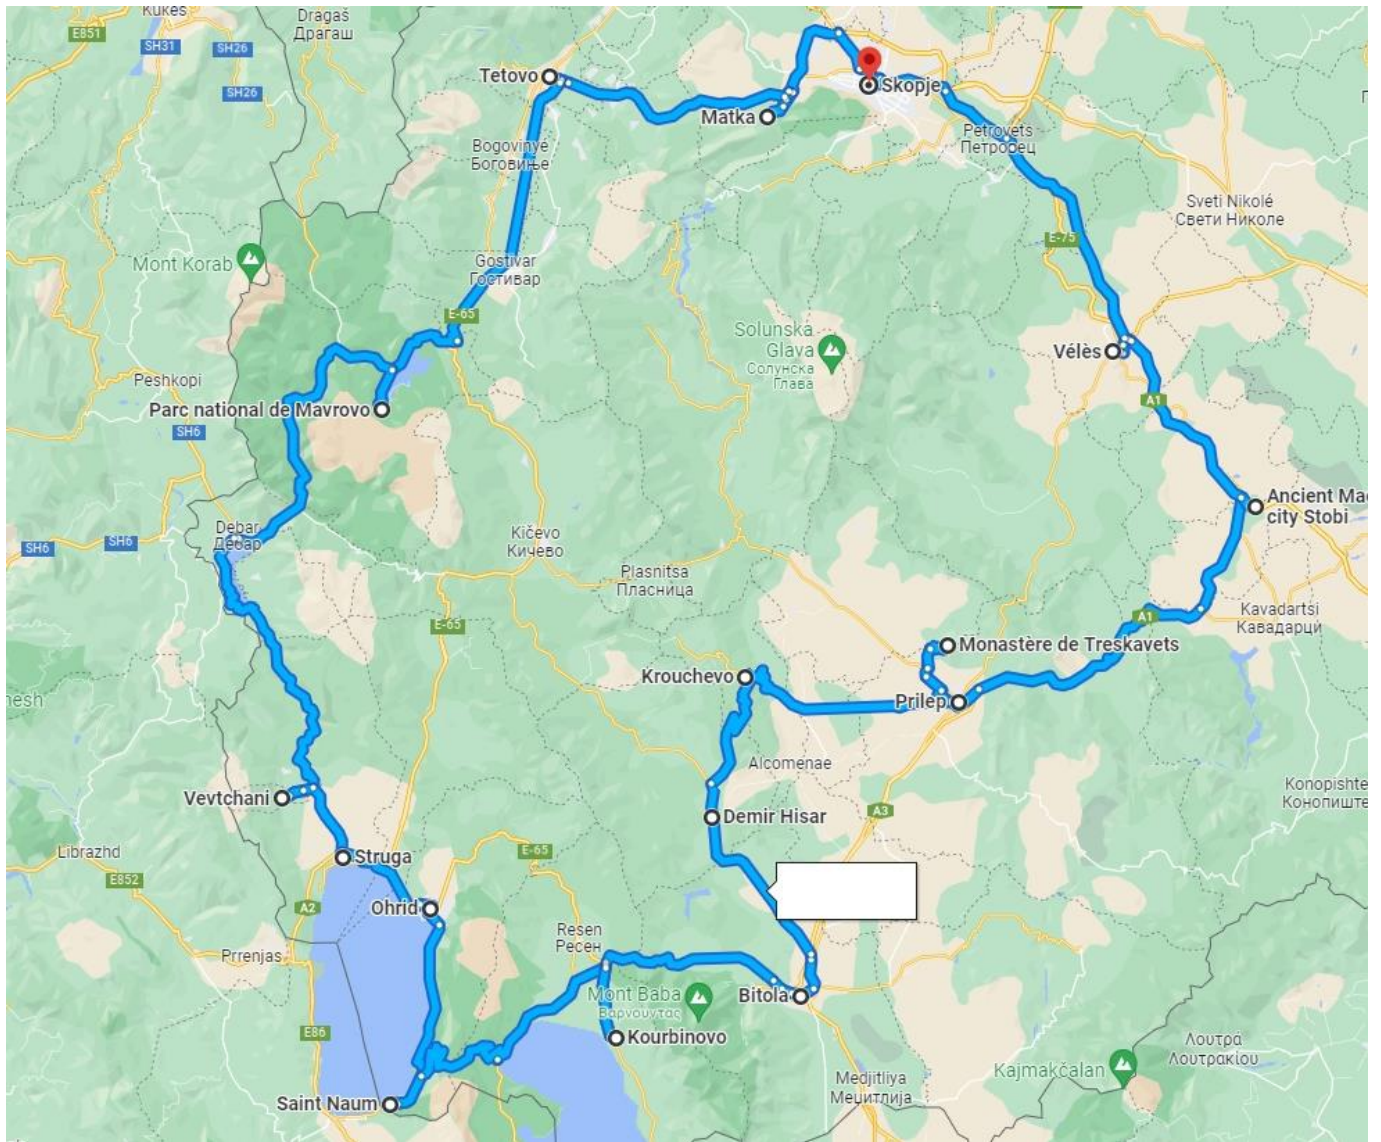 Kukës
Dragaš
Драгаш
E851
SH31
SH26
SH26
Tetovo
Skopje
Matka
Petrovets
Петровец
Bogovinye
Боговиње
Sveti Nikolé
Свети Николе
E-75
Mont Korab
Gostivar
Гостивар
E-65
Solunska
Glava
Солунска
Глава
Vélès
Peshkopi
A1
Parc national de Mavrovo
SH6
Ancient Mac
city Stobi
Debar
Дебар
SH6
SH6
Kičevo
Кичево
Plasnitsa
Пласница
Kavadartsi
Кавадарци
A1
E-65
Monastère de Treskavets
Krouchevo
Prilep
nesh
Alcomenae
Konopishte
Конопиште
Vevtchani
A3
Demir Hisar
Librazhd
E-65
Struga
E852
A2
Ohrid
Resen
Ресен
Prrenjas
Mont Baba
Βαρνουντας
Bitola
E86
Kourbinovo
Λουτρά
Λουτρακίου
Kajmakčalan
Medjitliya
Меџитлија
Saint Naum